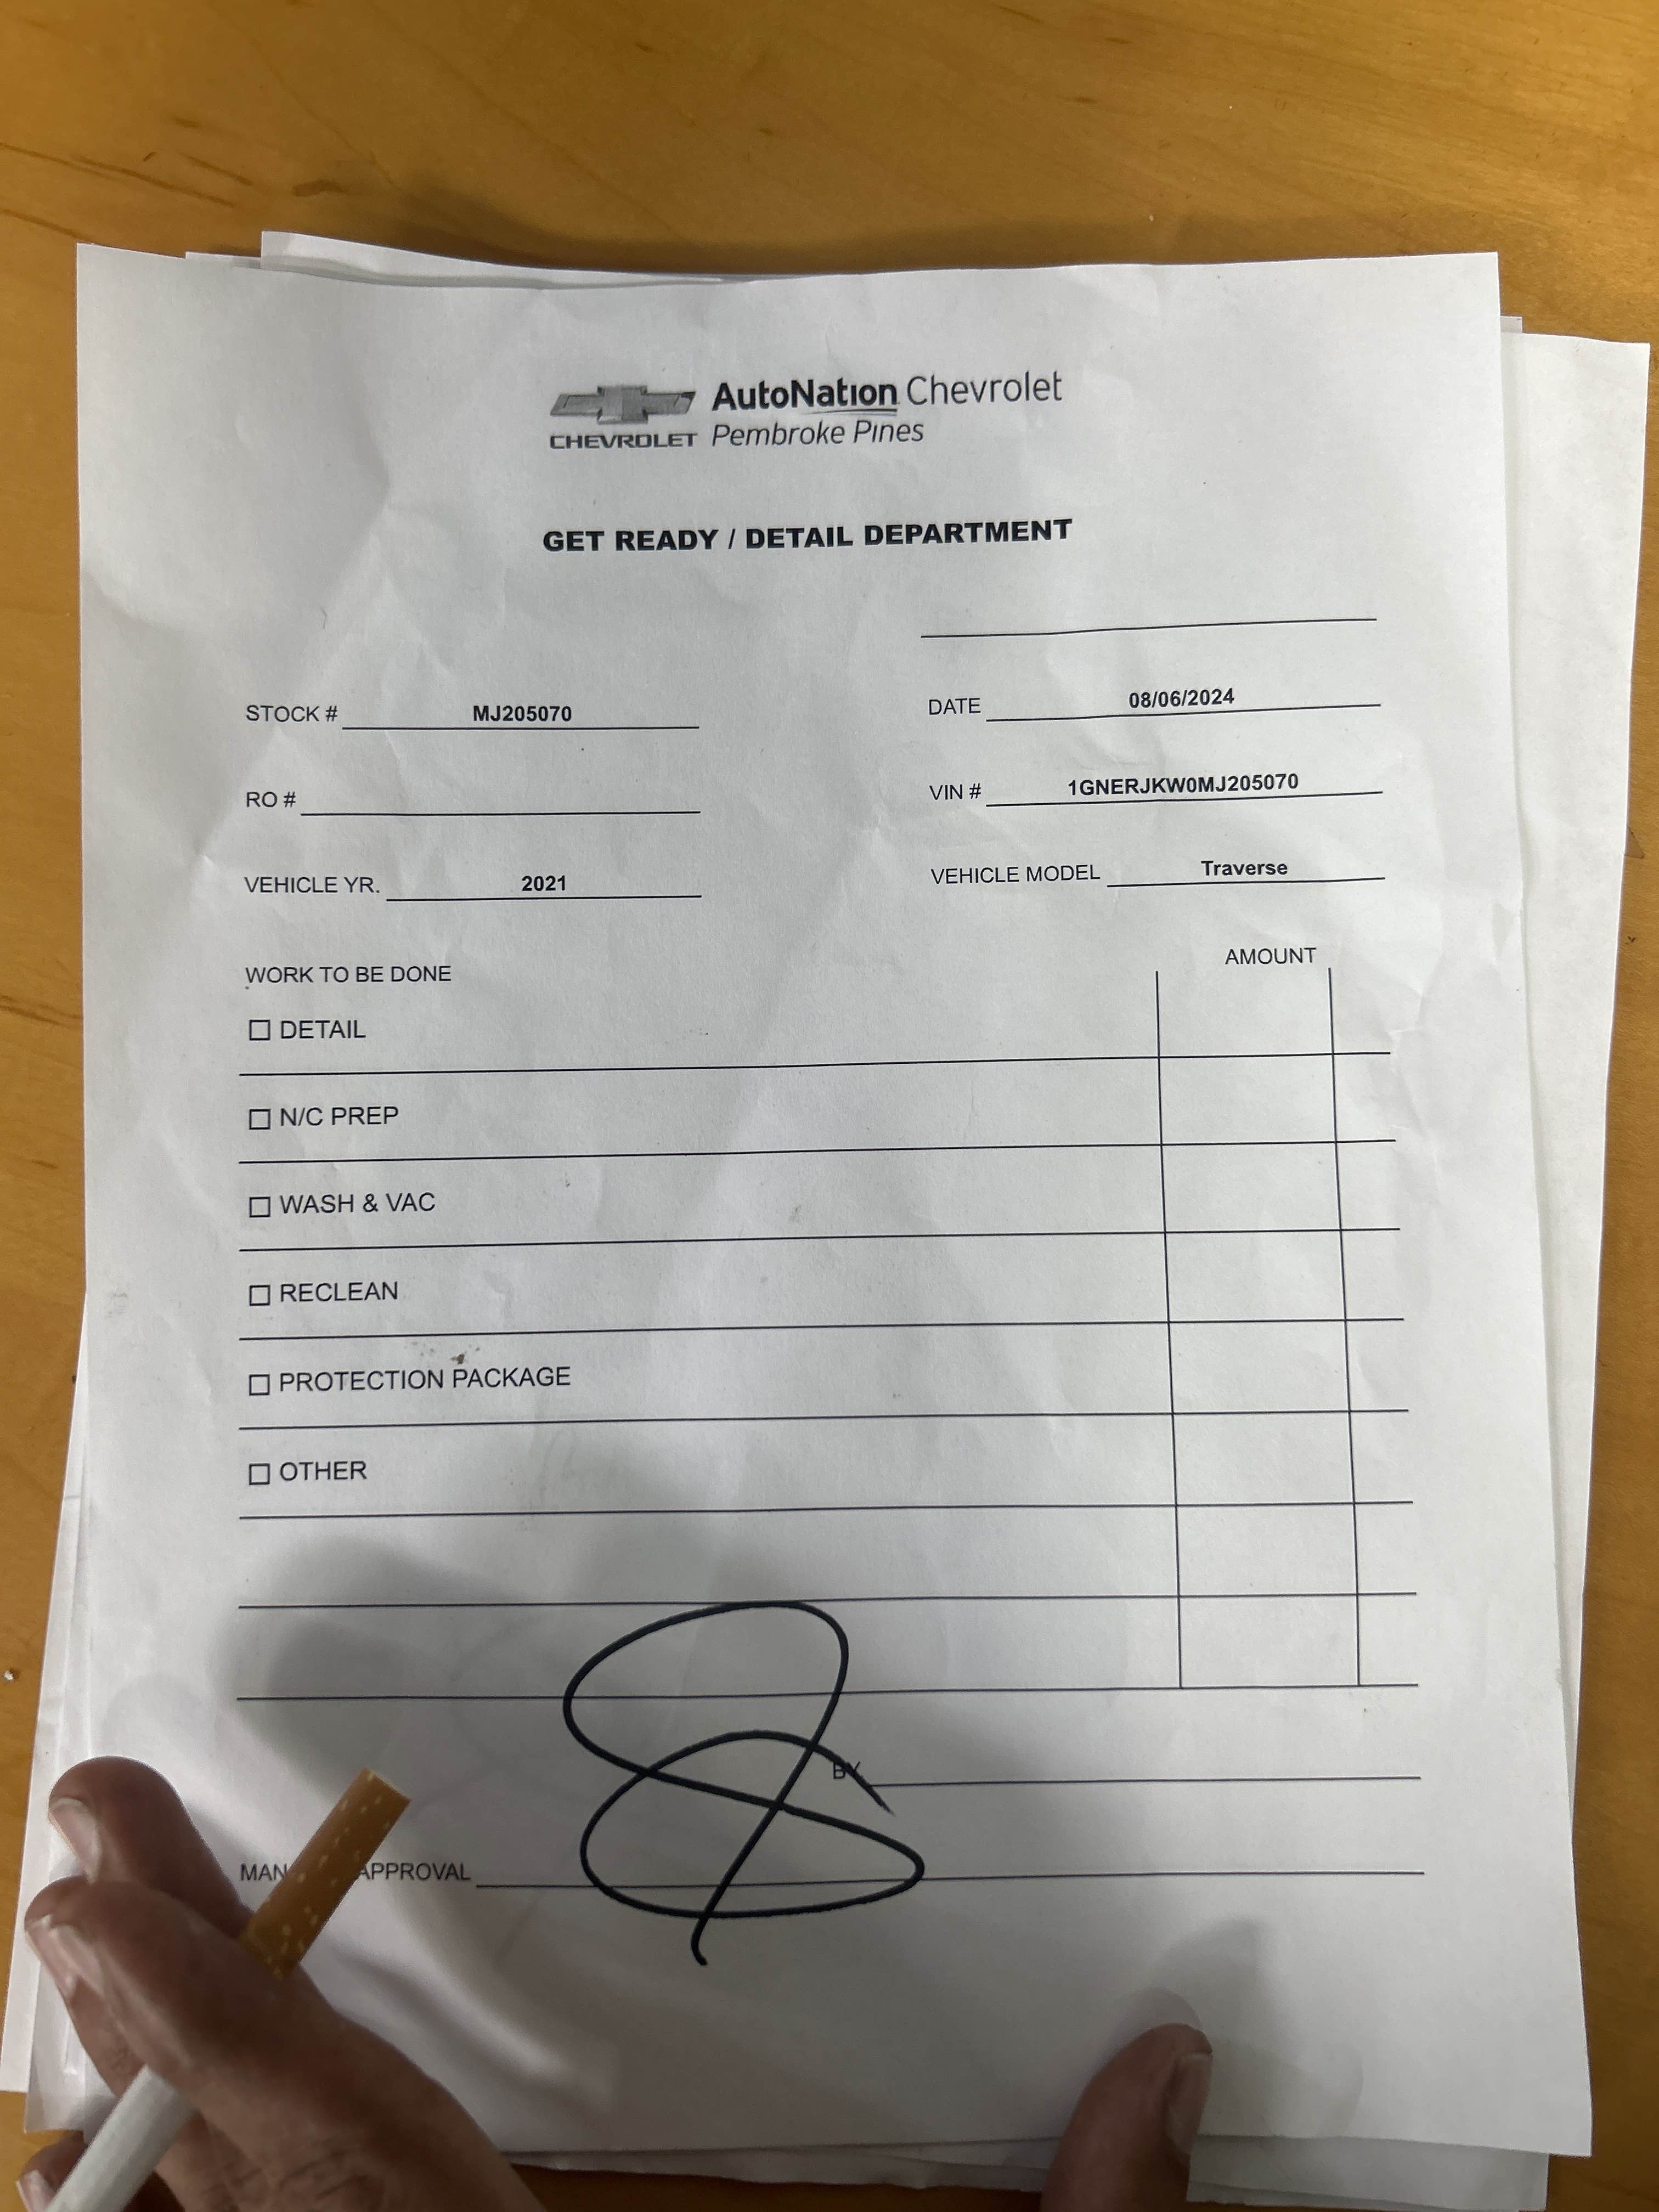 AutoNation Chevrolet
CHEVROLET Pembroke Pines
GET READY / DETAIL DEPARTMENT
STOCK # MJ205070
DATE 08/06/2024
RO #
VIN # 1GNERJKW0MJ205070
VEHICLE YR. 2021
VEHICLE MODEL Traverse
WORK TO BE DONE
AMOUNT
DETAIL
N/C PREP
WASH & VAC
RECLEAN
PROTECTION PACKAGE
OTHER
BY
APPROVAL